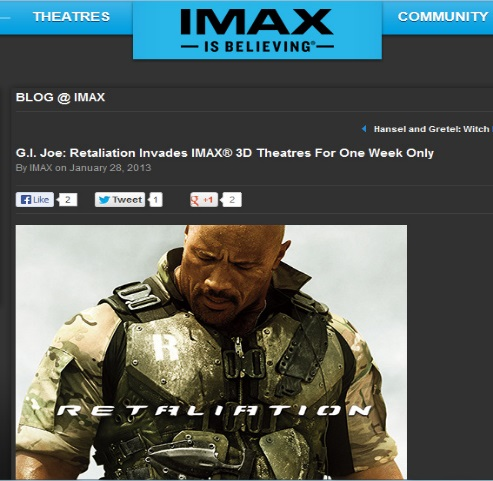 THEATRES
IMAX
IS BELIEVING®
COMMUNITY
BLOG @ IMAX
Hansel and Gretel: Witch
G.I. Joe: Retaliation Invades IMAX® 3D Theatres For One Week Only
By IMAX on January 28, 2013
Like 2 Tweet 1 +1 2
R
RETALIATION